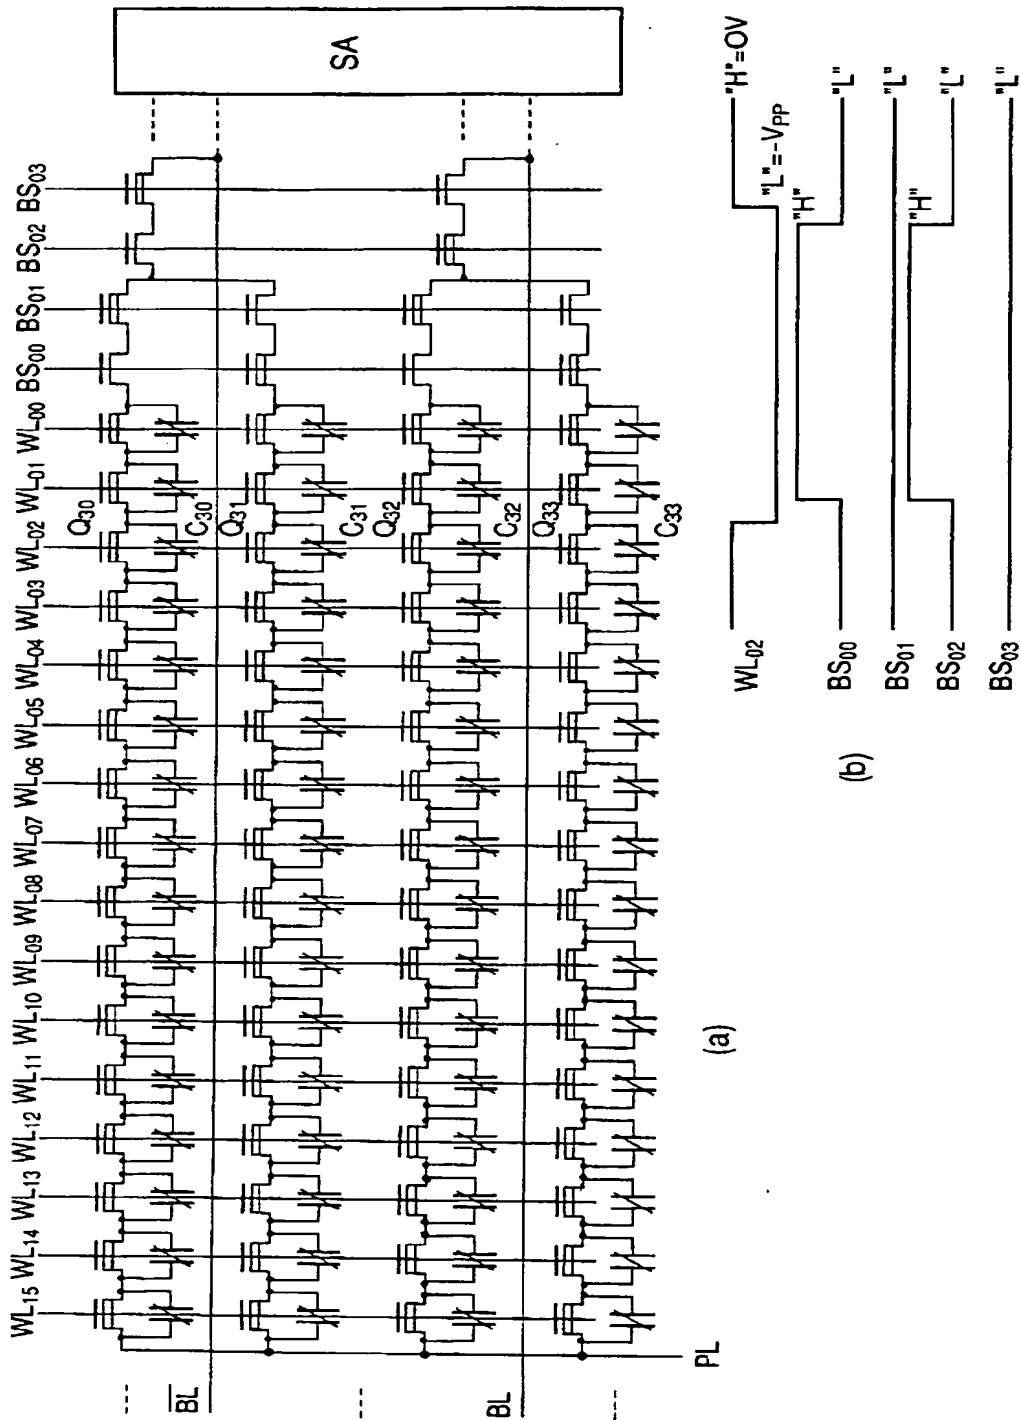 WL15 WL14 WL13 WL12 WL11 WL10 WL09 WL08 WL07 WL06 WL05 WL04 WL03 WL02 WL01 WL00 BS00 BS01 BS02 BS03
SA
Q30
C30
B̅L̅
Q31
C31
Q32
C32
BL
Q33
C33
PL
(a)
WL02 "H"=0V
"L"=-VPP
BS00 "H" "L"
BS01 "L"
BS02 "H" "L"
BS03 "L"
(b)